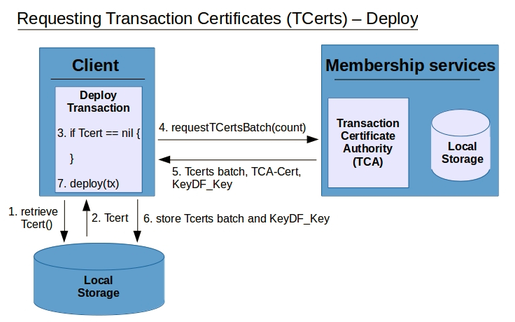 Requesting Transaction Certificates (TCerts) – Deploy
Client
Deploy
Transaction
3. if Tcert == nil {
}
7. deploy(tx)
4. requestTCertsBatch(count)
5. Tcerts batch, TCA-Cert,
KeyDF_Key
Membership services
Transaction
Certificate
Authority
(TCA)
Local
Storage
1. retrieve
Tcert()
2. Tcert
6. store Tcerts batch and KeyDF_Key
Local
Storage